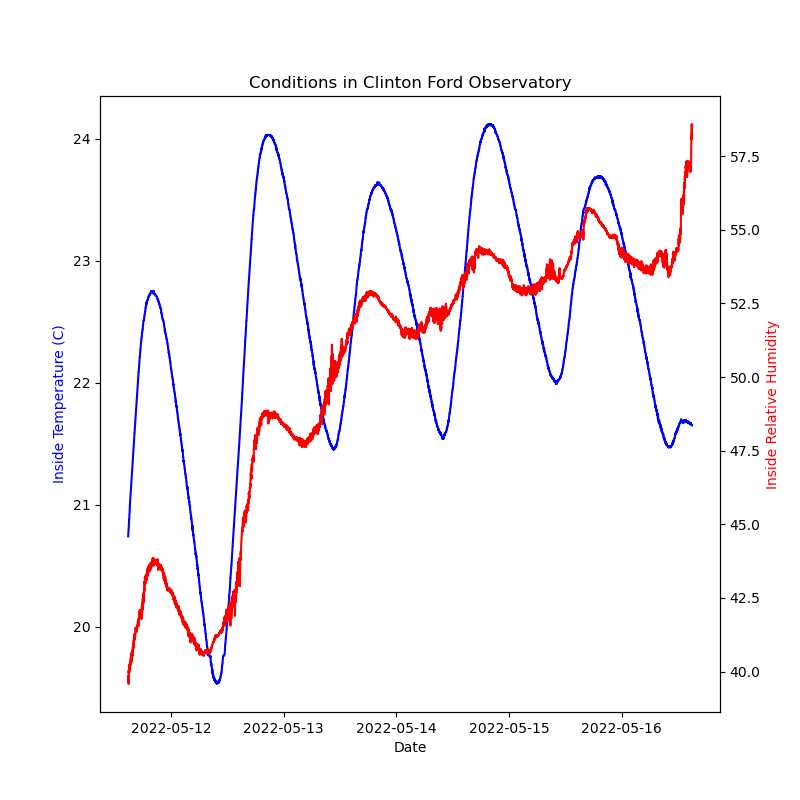 Conditions in Clinton Ford Observatory
24
23
22
21
20
Inside Temperature (C)
57.5
55.0
52.5
50.0
47.5
45.0
42.5
40.0
Inside Relative Humidity
2022-05-12 2022-05-13 2022-05-14 2022-05-15 2022-05-16
Date